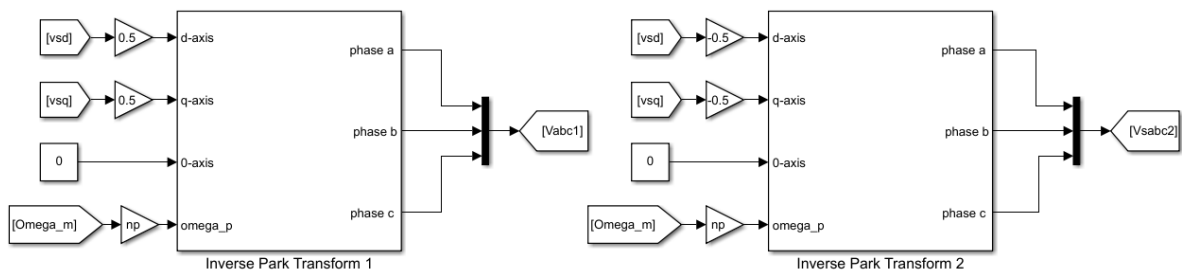 [vsd]
0.5
d-axis
phase a
[vsq]
0.5
q-axis
phase b
[Vabc1]
0
0-axis
phase c
[Omega_m]
np
omega_p
Inverse Park Transform 1
[vsd]
-0.5
d-axis
phase a
[vsq]
-0.5
q-axis
phase b
[Vsabc2]
0
0-axis
phase c
[Omega_m]
np
omega_p
Inverse Park Transform 2